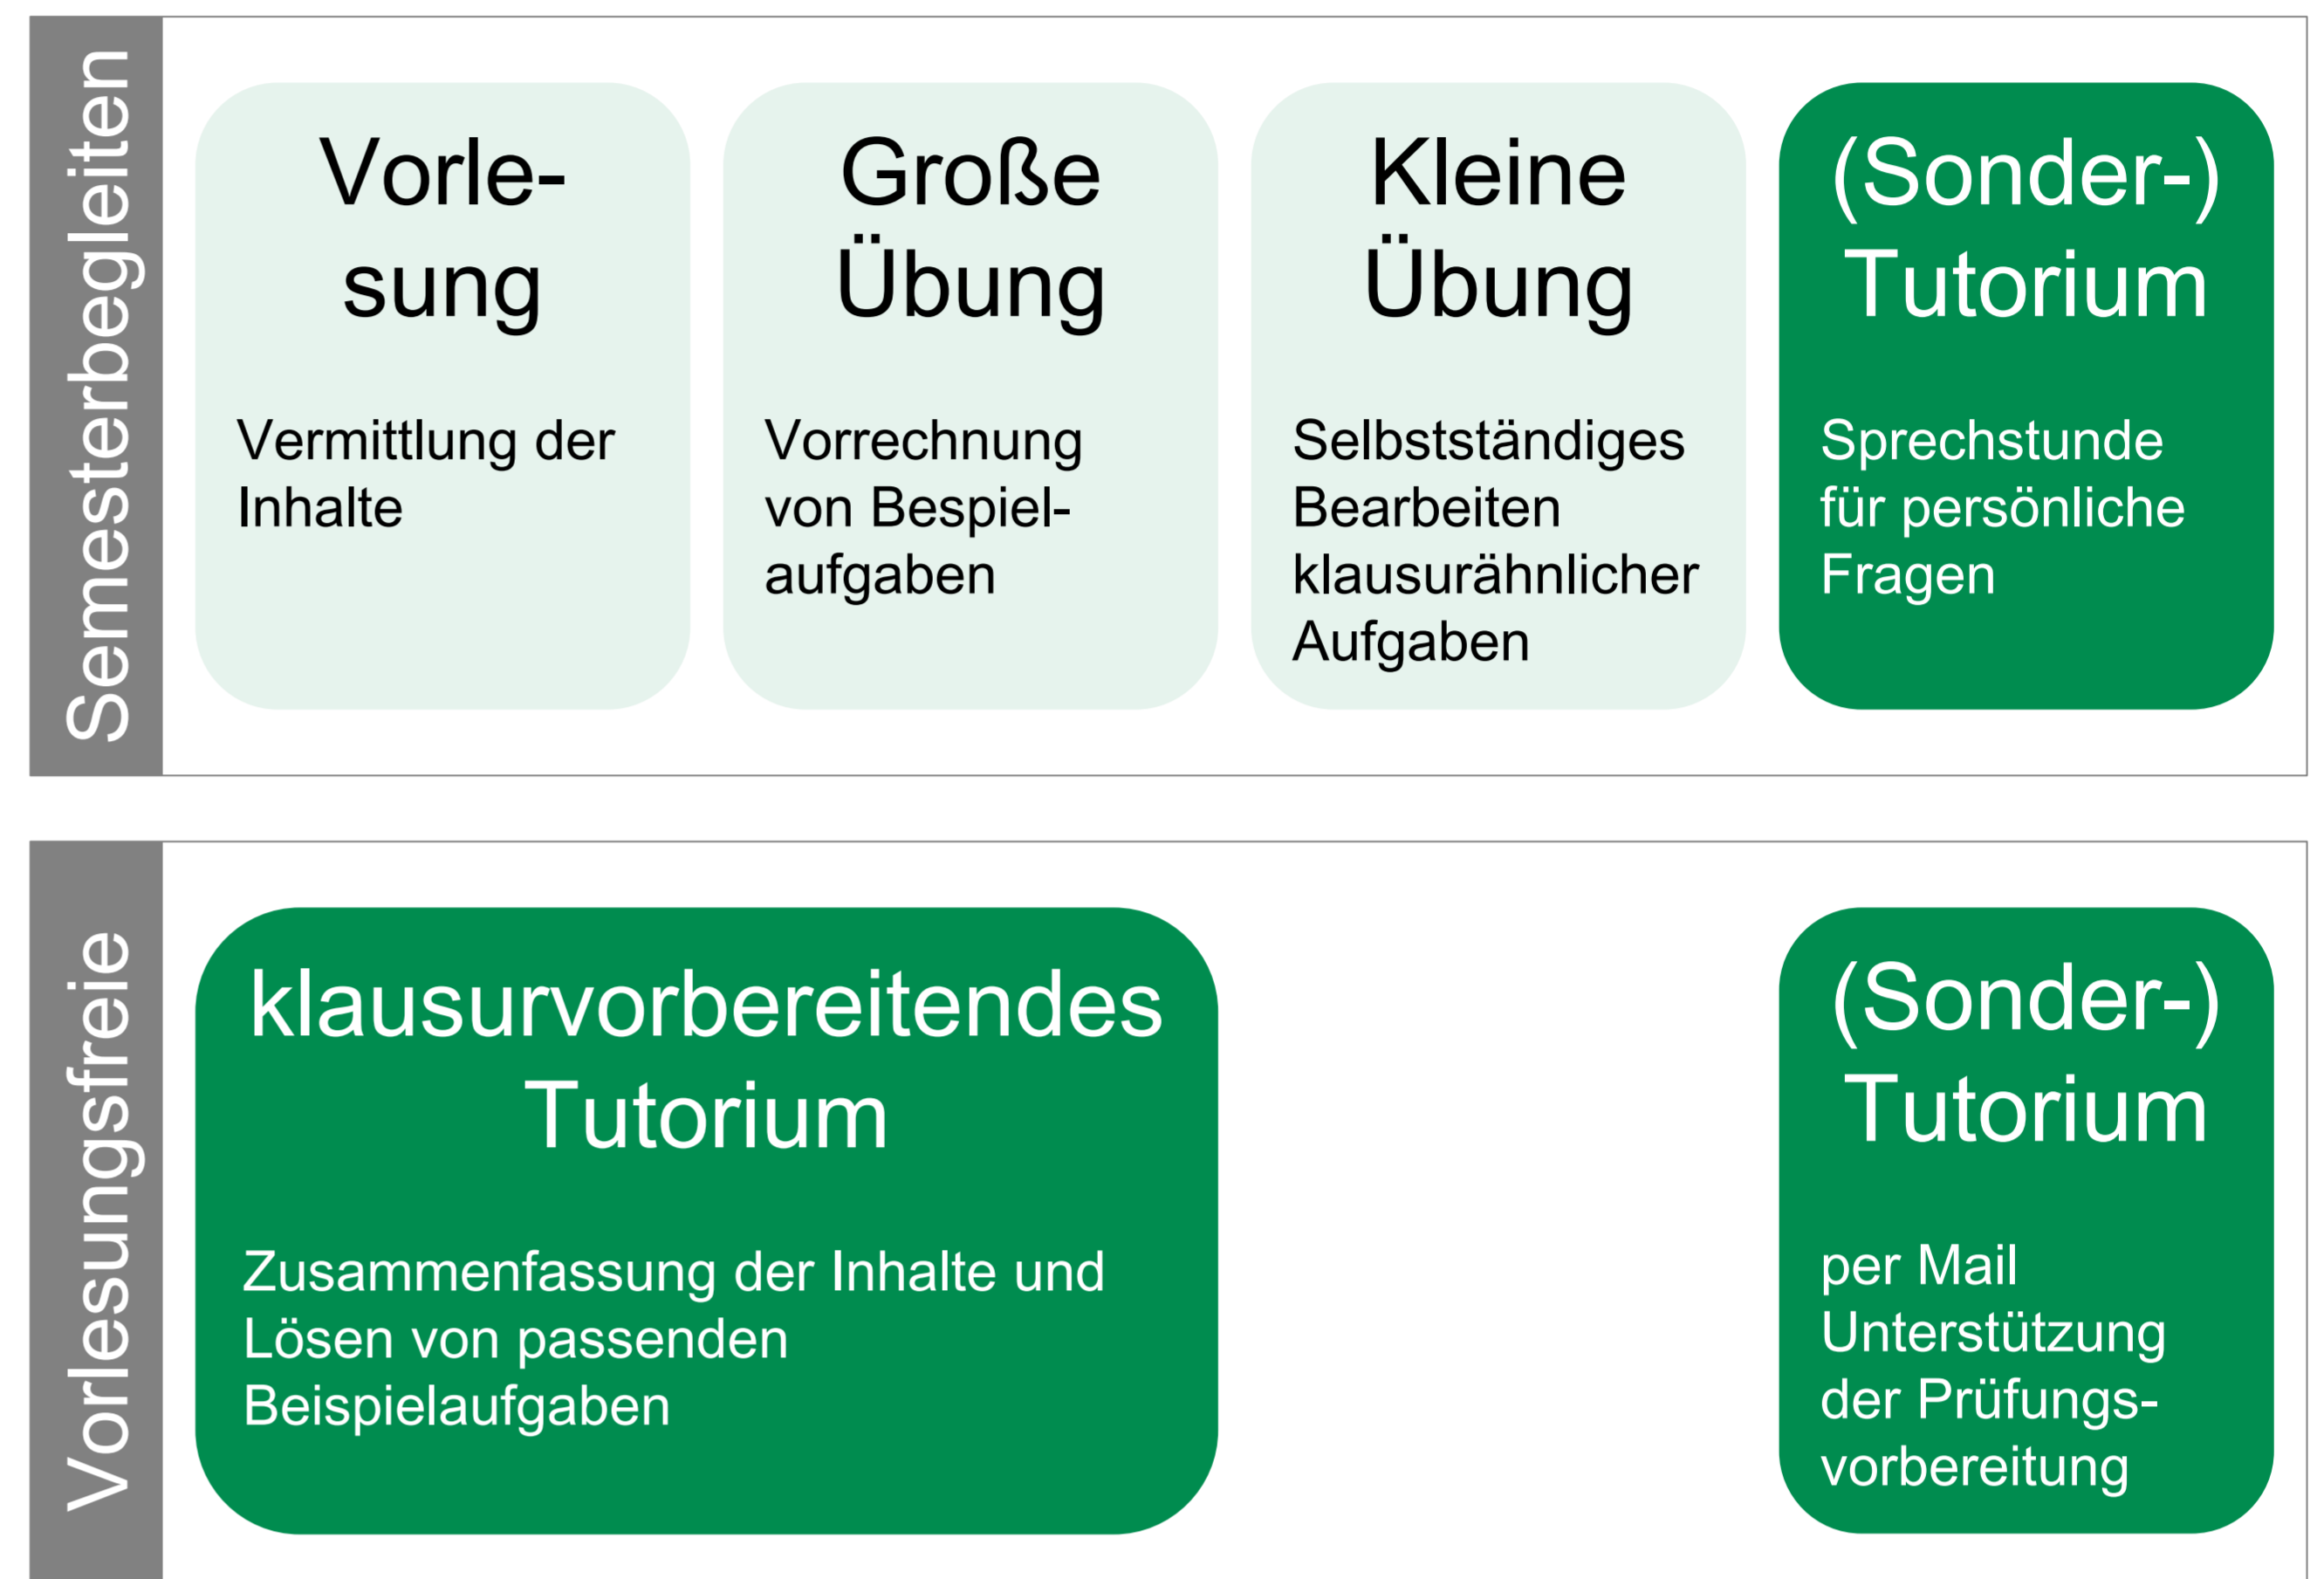 Semesterbegleiten
Vorle-
sung
Vermittlung der
Inhalte
Große
Übung
Vorrechnung
von Bespiel-
aufgaben
Kleine
Übung
Selbstständiges
Bearbeiten
klausurähnlicher
Aufgaben
(Sonder-)
Tutorium
Sprechstunde
für persönliche
Fragen
Vorlesungsfreie
klausurvorbereitendes
Tutorium
Zusammenfassung der Inhalte und
Lösen von passenden
Beispielaufgaben
(Sonder-)
Tutorium
per Mail
Unterstützung
der Prüfungs-
vorbereitung